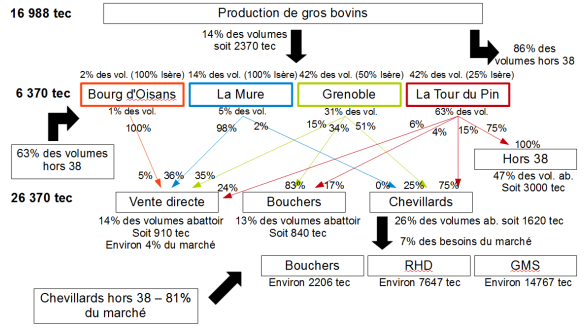 16 988 tec
Production de gros bovins
14% des volumes
soit 2370 tec
86% des
volumes hors 38
2% des vol. (100% Isère)
14% des vol. (100% Isère)
42% des vol. (50% Isère)
42% des vol. (25% Isère)
6 370 tec
Bourg d'Oisans
La Mure
Grenoble
La Tour du Pin
1% des vol.
5% des vol.
31% des vol.
63% des vol.
100%
98%
2%
15%
34%
51%
6%
4%
15%
75%
100%
63% des volumes
hors 38
Hors 38
47% des vol. ab.
Soit 3000 tec
5%
36%
35%
24%
83%
17%
0%
25%
75%
26 370 tec
Vente directe
Bouchers
Chevillards
14% des volumes abattoir
Soit 910 tec
Environ 4% du marché
13% des volumes abattoir
Soit 840 tec
26% des volumes ab. soit 1620 tec
7% des besoins du marché
Bouchers
RHD
GMS
Environ 2206 tec
Environ 7647 tec
Environ 14767 tec
Chevillards hors 38 – 81%
du marché